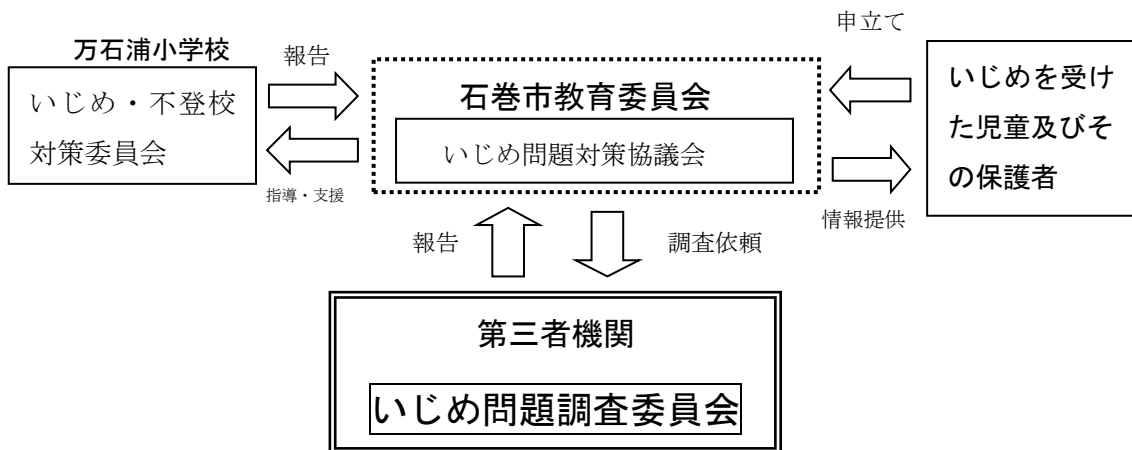 万石浦小学校
いじめ・不登校
対策委員会
報告
指導・支援
石巻市教育委員会
いじめ問題対策協議会
申立て
情報提供
いじめを受け
た児童及びそ
の保護者
報告
調査依頼
第三者機関
いじめ問題調査委員会